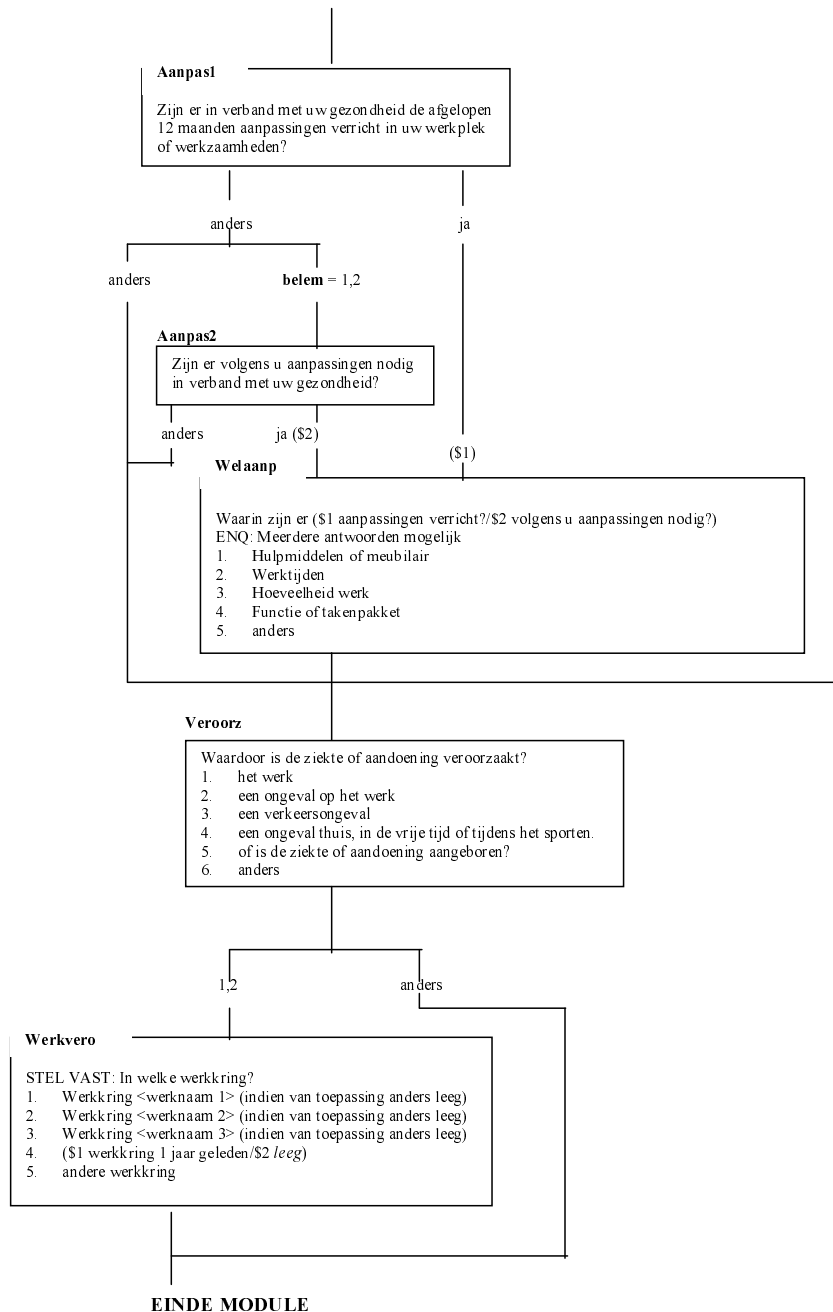 Aanpas1
Zijn er in verband met uw gezondheid de afgelopen
12 maanden aanpassingen verricht in uw werkplek
of werkzaamheden?
anders
ja
anders
belem = 1,2
Aanpas2
Zijn er volgens u aanpassingen nodig
in verband met uw gezondheid?
anders
ja ($2)
($1)
Welaanp
Waarin zijn er ($1 aanpassingen verricht?/$2 volgens u aanpassingen nodig?)
ENQ: Meerdere antwoorden mogelijk
1. Hulpmiddelen of meubilair
2. Werktijden
3. Hoeveelheid werk
4. Functie of takenpakket
5. anders
Veroorz
Waardoor is de ziekte of aandoening veroorzaakt?
1. het werk
2. een ongeval op het werk
3. een verkeersongeval
4. een ongeval thuis, in de vrije tijd of tijdens het sporten.
5. of is de ziekte of aandoening aangeboren?
6. anders
1,2
anders
Werkvero
STEL VAST: In welke werkkring?
1. Werkkring <werknaam 1> (indien van toepassing anders leeg)
2. Werkkring <werknaam 2> (indien van toepassing anders leeg)
3. Werkkring <werknaam 3> (indien van toepassing anders leeg)
4. ($1 werkkring 1 jaar geleden/$2 leeg)
5. andere werkkring
EINDE MODULE